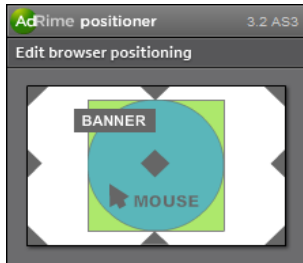 AdRime positioner 3.2 AS3
Edit browser positioning
BANNER
MOUSE